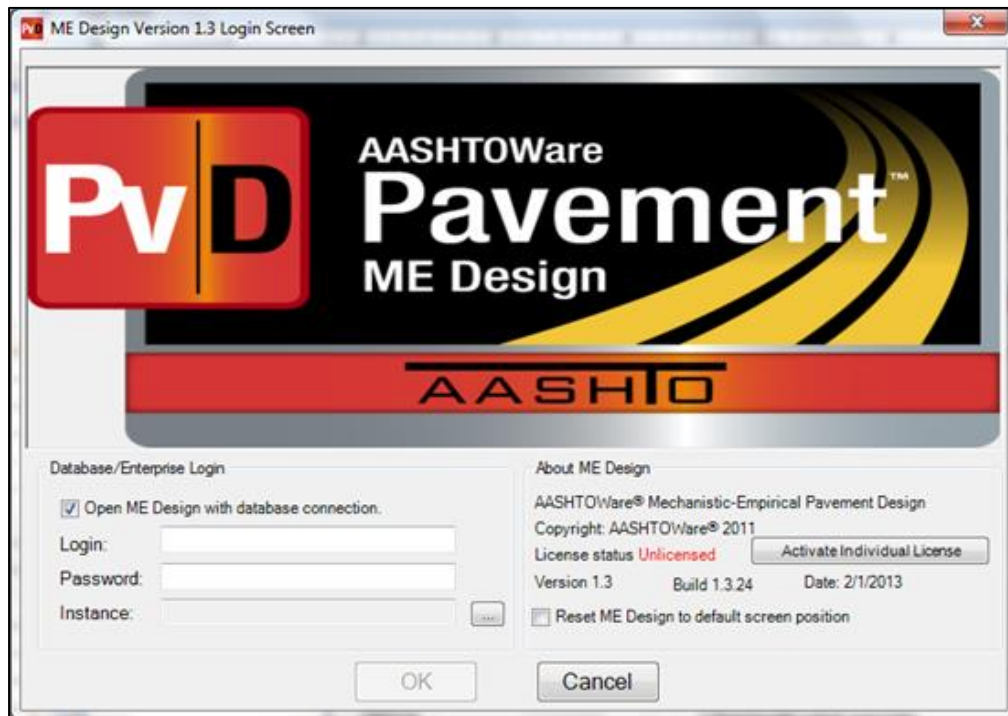 PvD ME Design Version 1.3 Login Screen
AASHTOWare
Pavement™
ME Design
PvD
AASHTO
Database/Enterprise Login
Open ME Design with database connection.
Login:
Password:
Instance:
...
About ME Design
AASHTOWare® Mechanistic-Empirical Pavement Design
Copyright: AASHTOWare® 2011
License status Unlicensed
Activate Individual License
Version 1.3 Build 1.3.24 Date: 2/1/2013
Reset ME Design to default screen position
OK Cancel